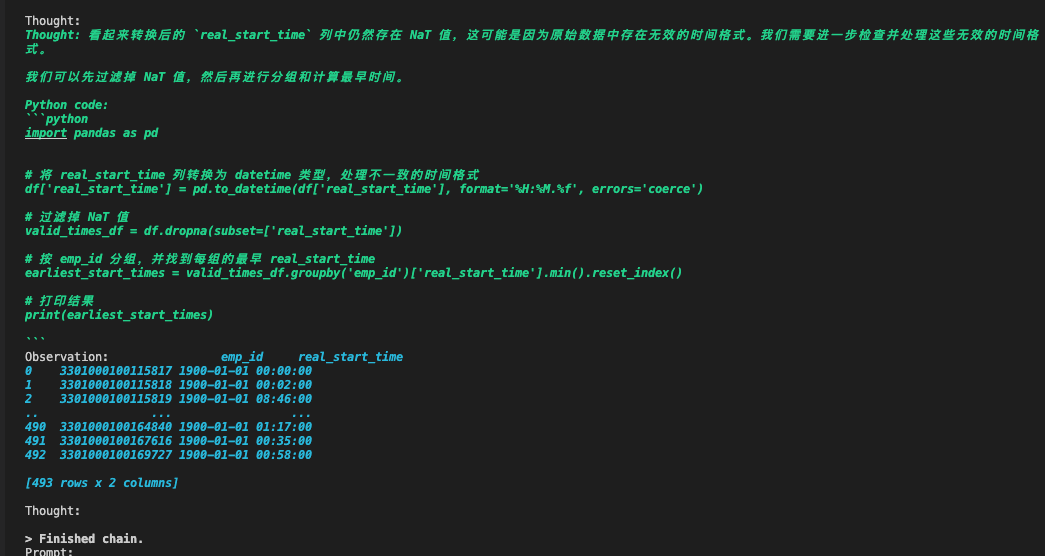 Thought:
Thought: 看起来转换后的 `real_start_time` 列中仍然存在 NaT 值，这可能是因为原始数据中存在无效的时间格式。我们需要进一步检查并处理这些无效的时间格
式。
我们可以先过滤掉 NaT 值，然后再进行分组和计算最早时间。
Python code:
```python
import pandas as pd
# 将 real_start_time 列转换为 datetime 类型，处理不一致的时间格式
df['real_start_time'] = pd.to_datetime(df['real_start_time'], format='%H:%M.%f', errors='coerce')
# 过滤掉 NaT 值
valid_times_df = df.dropna(subset=['real_start_time'])
# 按 emp_id 分组，并找到每组的最早 real_start_time
earliest_start_times = valid_times_df.groupby('emp_id')['real_start_time'].min().reset_index()
# 打印结果
print(earliest_start_times)
```
Observation: emp_id real_start_time
0 3301000100115817 1900-01-01 00:00:00
1 3301000100115818 1900-01-01 00:02:00
2 3301000100115819 1900-01-01 08:46:00
.. ... ...
490 3301000100164840 1900-01-01 01:17:00
491 3301000100167616 1900-01-01 00:35:00
492 3301000100169727 1900-01-01 00:58:00
[493 rows x 2 columns]
Thought:
> Finished chain.
Prompt: